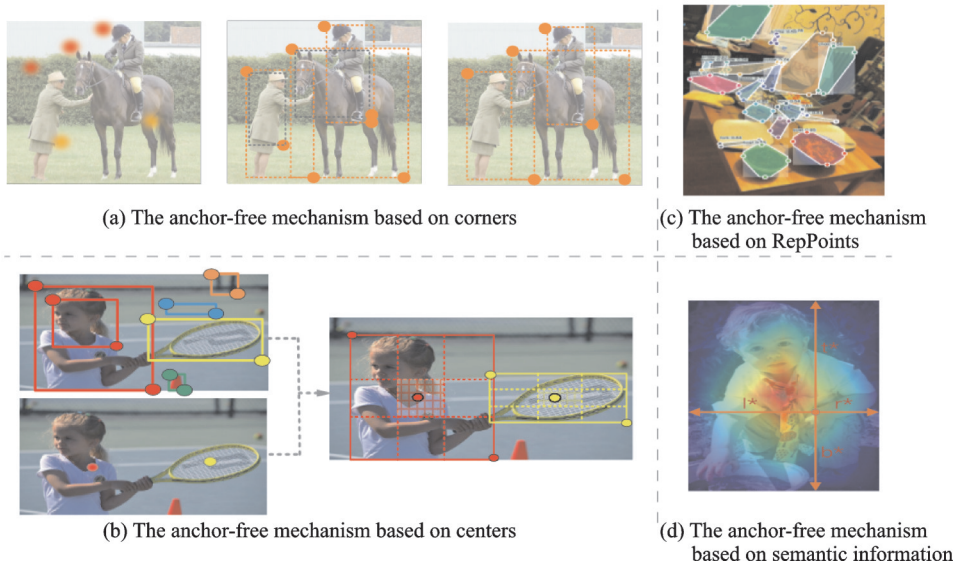 (a) The anchor-free mechanism based on corners
(c) The anchor-free mechanism
based on RepPoints
l*
r*
(b) The anchor-free mechanism based on centers
(d) The anchor-free mechanism
based on semantic information